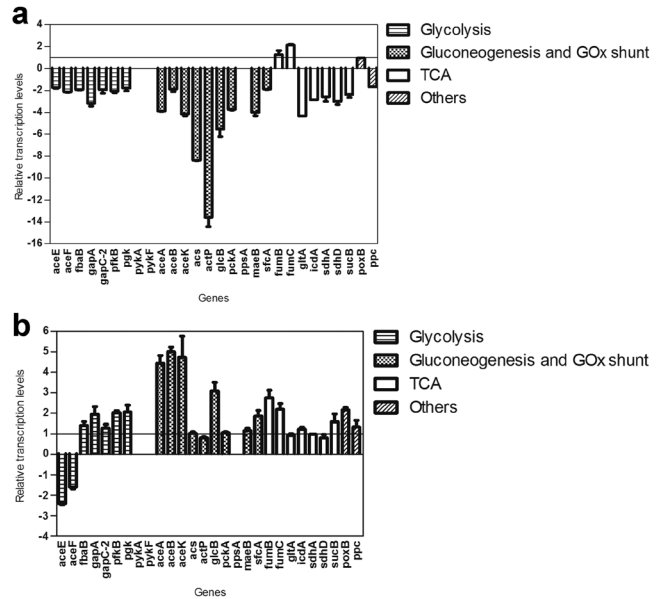 a
Relative transcription levels
4
2
0
-2
-4
-6
-8
-10
-12
-14
-16
aceE
aceF
fbaB
gapA
gapC-2
pfkB
pgk
pykA
pykF
aceA
aceB
aceK
acs
actP
glcB
pckA
ppsA
maeB
sfcA
fumB
fumC
gltA
icdA
sdhA
sdhD
sucB
poxB
ppc
Genes
Glycolysis
Gluconeogenesis and GOx shunt
TCA
Others
b
Relative transcription levels
6
5
4
3
2
1
0
-1
-2
-3
-4
aceE
aceF
fbaB
gapA
gapC-2
pfkB
pgk
pykA
pykF
aceA
aceB
aceK
acs
actP
glcB
pckA
ppsA
maeB
sfcA
fumB
fumC
gltA
icdA
sdhA
sdhD
sucB
poxB
ppc
Genes
Glycolysis
Gluconeogenesis and GOx shunt
TCA
Others